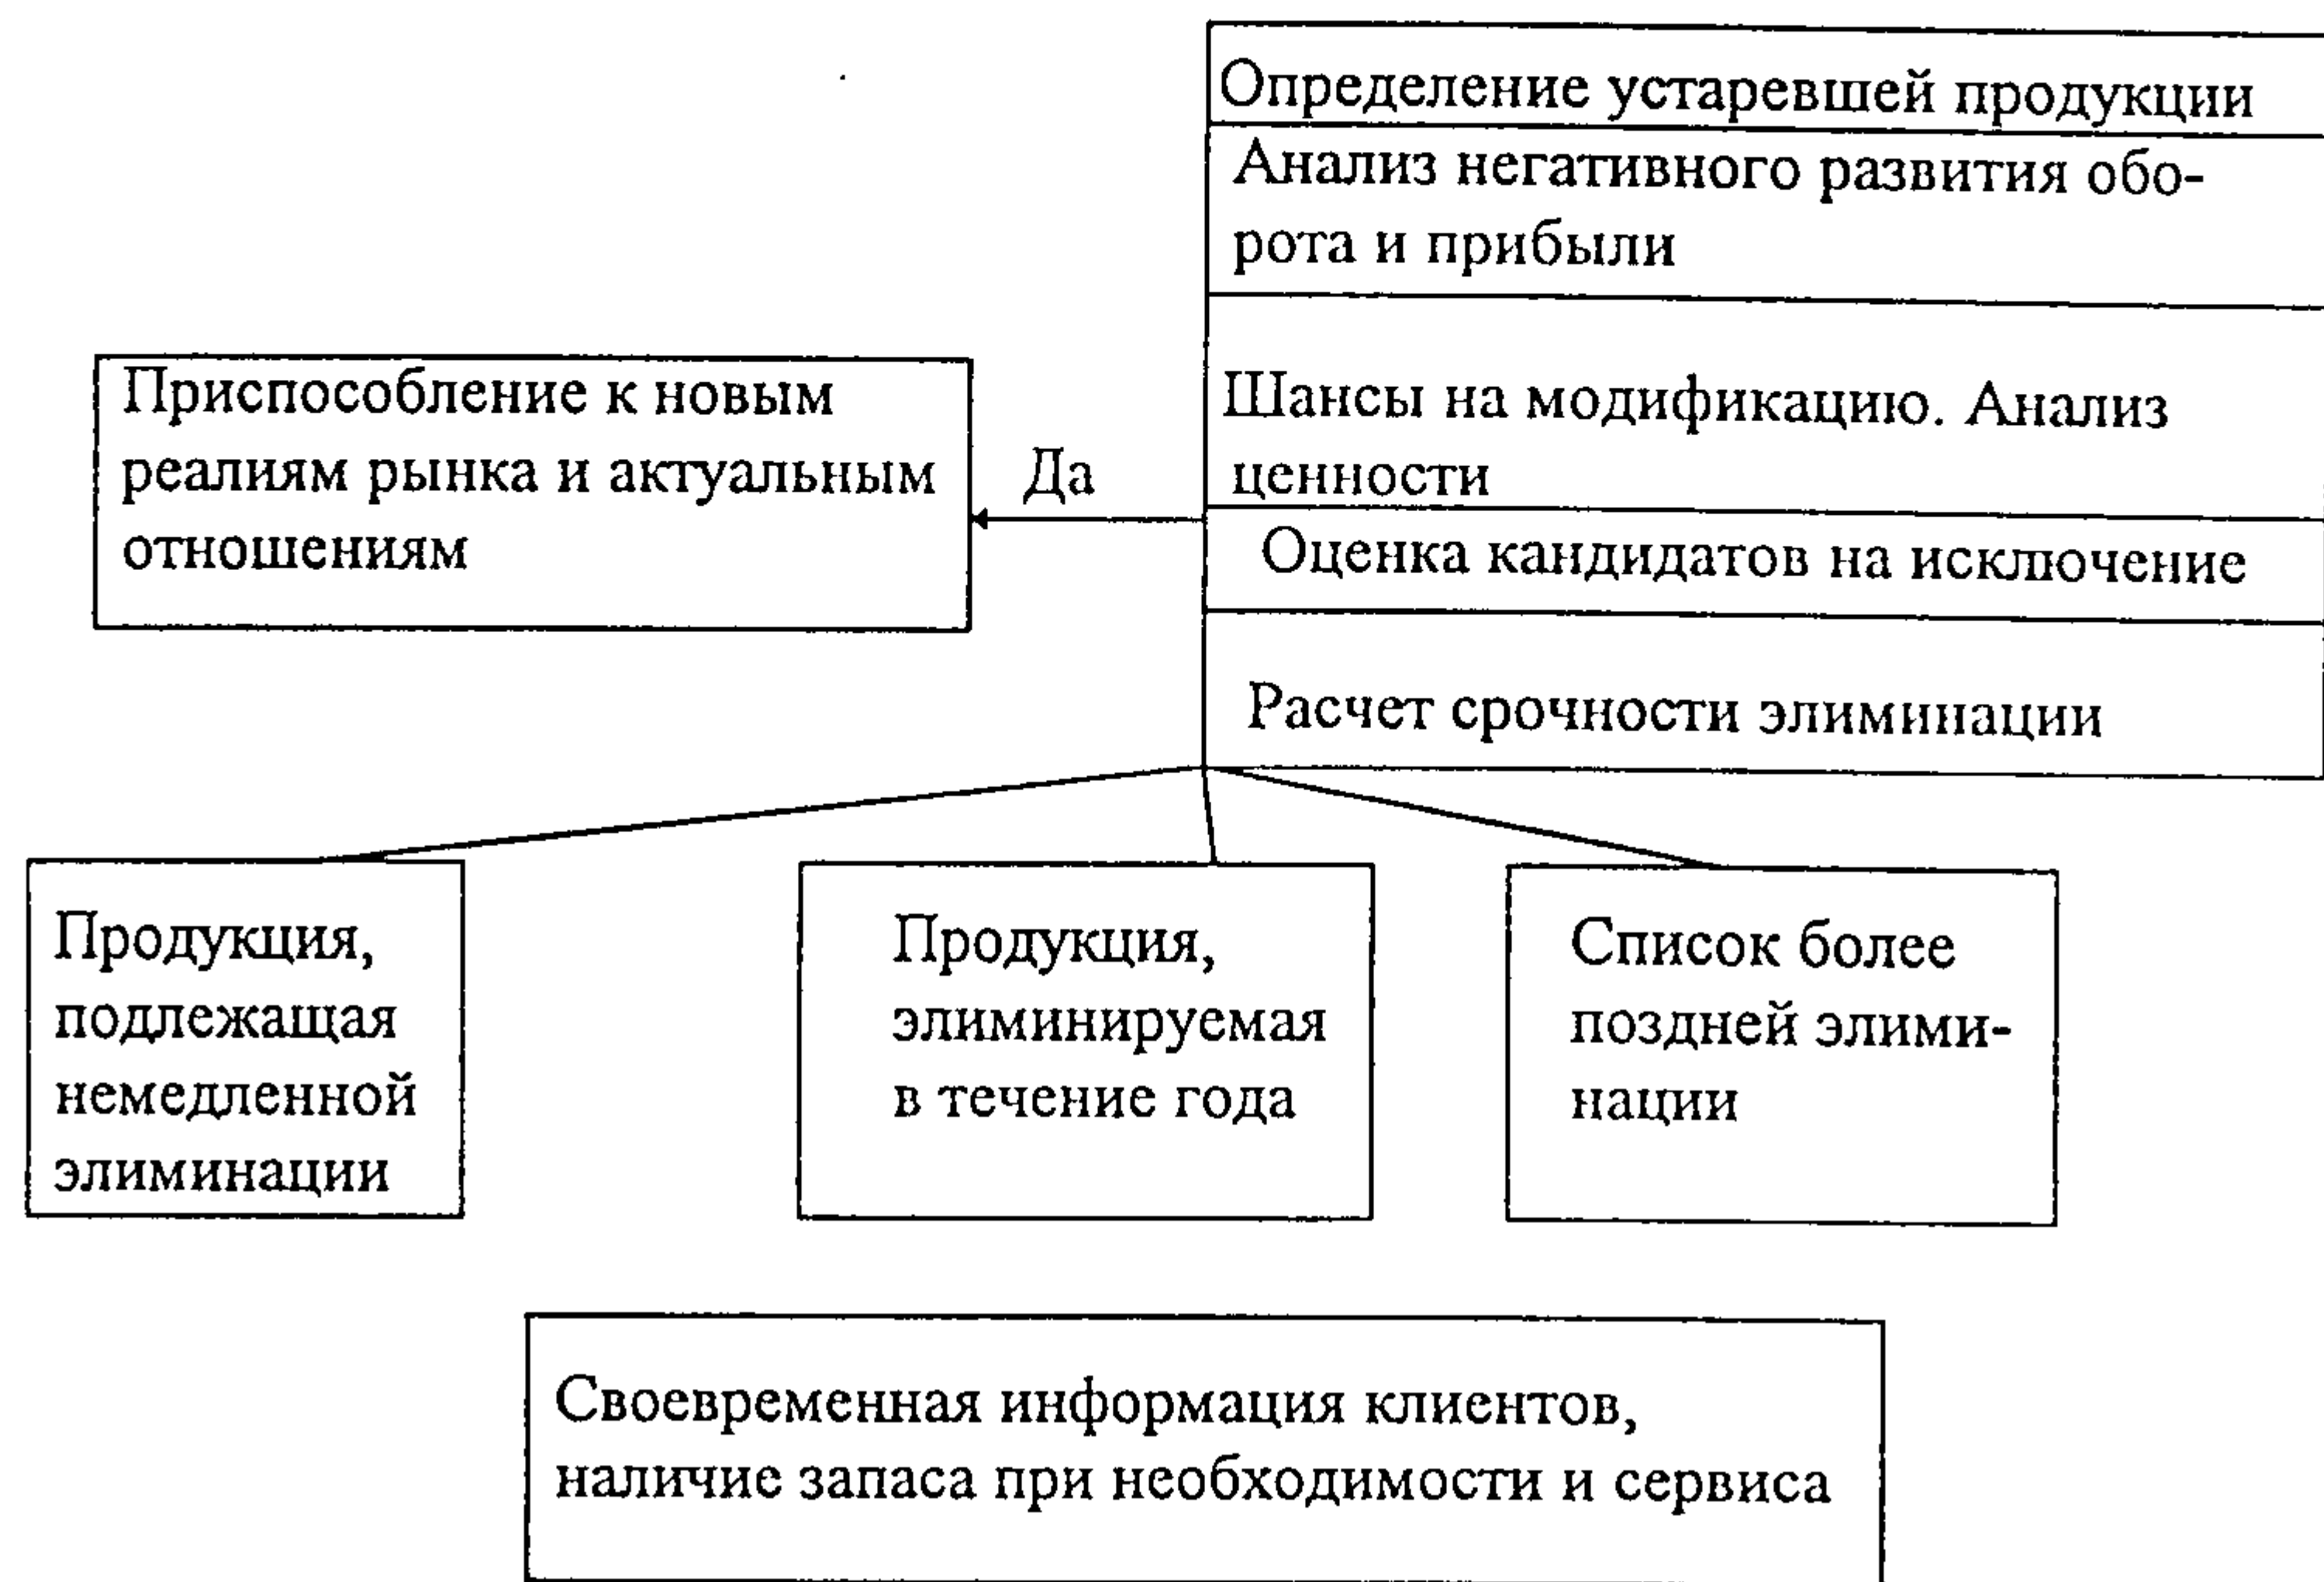 Определение устаревшей продукции
Анализ негативного развития обо-
рота и прибыли
Шансы на модификацию. Анализ
ценности
Приспособление к новым
реалиям рынка и актуальным
отношениям
Да
Оценка кандидатов на исключение
Расчет срочности элиминации
Продукция,
подлежащая
немедленной
элиминации
Продукция,
элиминируемая
в течение года
Список более
поздней элими-
нации
Своевременная информация клиентов,
наличие запаса при необходимости и сервиса